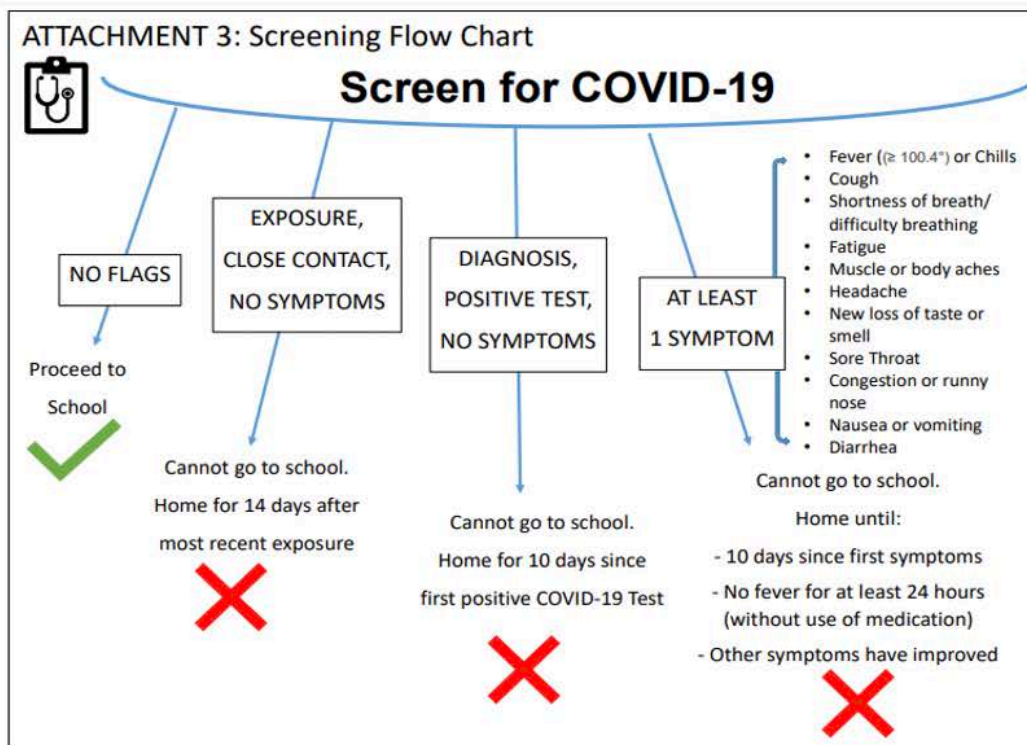 ATTACHMENT 3: Screening Flow Chart
Screen for COVID-19
NO FLAGS
Proceed to
School
EXPOSURE,
CLOSE CONTACT,
NO SYMPTOMS
Cannot go to school.
Home for 14 days after
most recent exposure
DIAGNOSIS,
POSITIVE TEST,
NO SYMPTOMS
Cannot go to school.
Home for 10 days since
first positive COVID-19 Test
AT LEAST
1 SYMPTOM
• Fever ((≥ 100.4°) or Chills
• Cough
• Shortness of breath/
difficulty breathing
• Fatigue
• Muscle or body aches
• Headache
• New loss of taste or
smell
• Sore Throat
• Congestion or runny
nose
• Nausea or vomiting
• Diarrhea
Cannot go to school.
Home until:
- 10 days since first symptoms
- No fever for at least 24 hours
(without use of medication)
- Other symptoms have improved